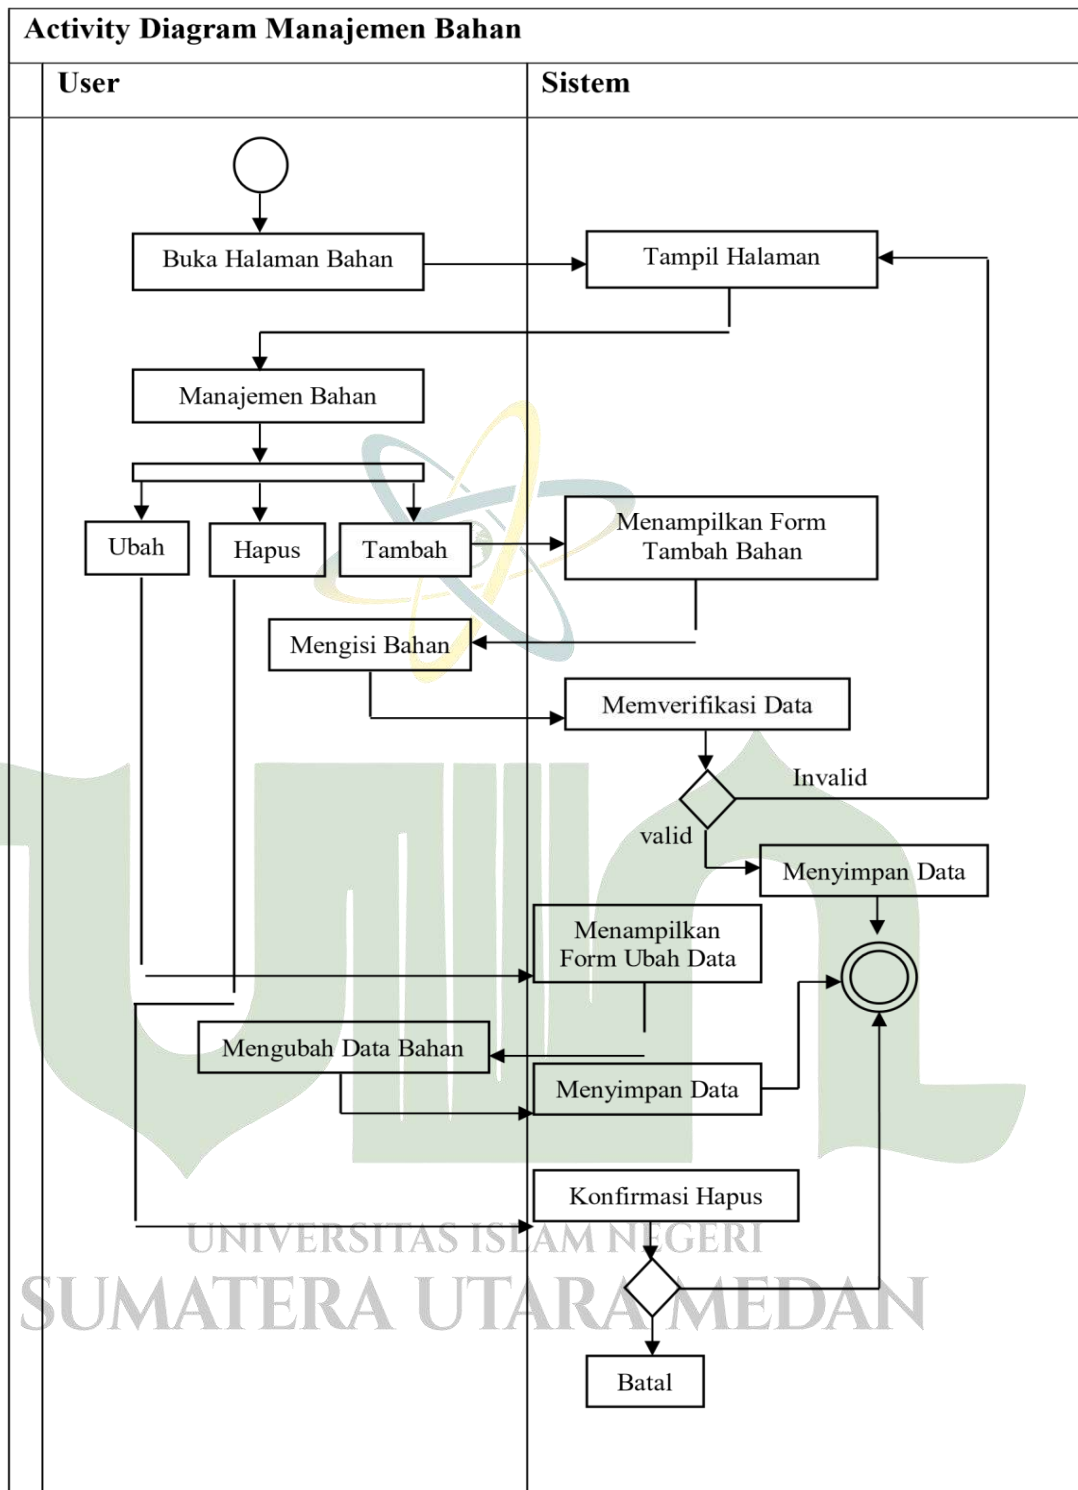 Activity Diagram Manajemen Bahan
User
Sistem
Buka Halaman Bahan
Tampil Halaman
Manajemen Bahan
Ubah
Hapus
Tambah
Menampilkan Form
Tambah Bahan
Mengisi Bahan
Memverifikasi Data
Invalid
valid
Menyimpan Data
Menampilkan
Form Ubah Data
Mengubah Data Bahan
Menyimpan Data
Konfirmasi Hapus
UNIVERSITAS ISLAM NEGERI
SUMATERA UTARA MEDAN
Batal